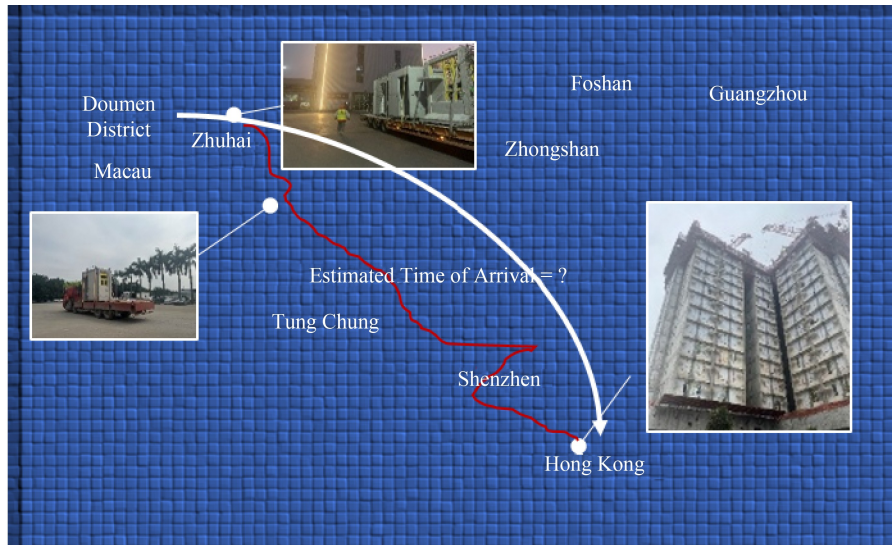 Foshan
Guangzhou
Doumen
District
Zhuhai
Zhongshan
Macau
Estimated Time of Arrival = ?
Tung Chung
Shenzhen
Hong Kong